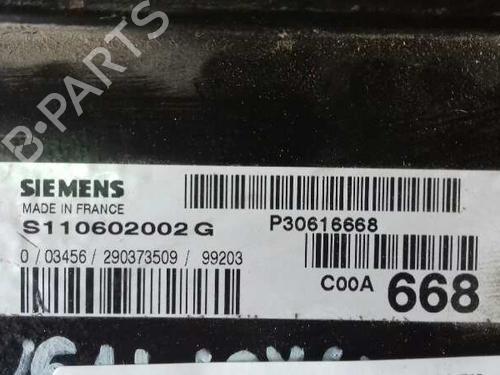 B-PARTS
SIEMENS
MADE IN FRANCE
S110602002 G
P30616668
0 / 03456 / 290373509 / 99203
C00A 668